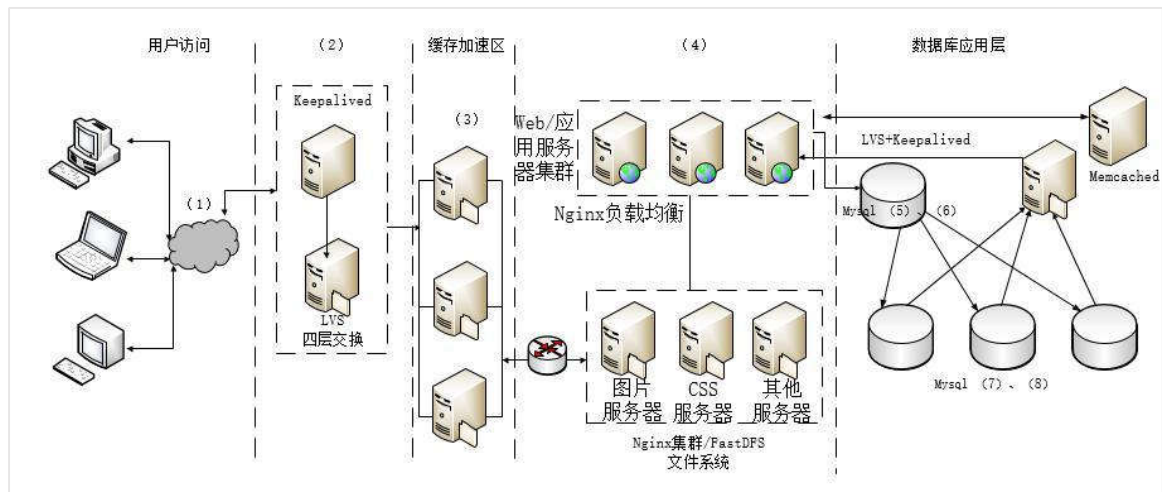 用户访问
（2）
缓存加速区
（4）
数据库应用层
Keepalived
（3）
Web/应
用服务
器集群
LVS+Keepalived
Memcached
（1）
Nginx负载均衡
Mysql （5）、（6）
LVS
四层交换
图片
服务器
CSS
服务器
其他
服务器
Mysql （7）、（8）
Nginx集群/FastDFS
文件系统